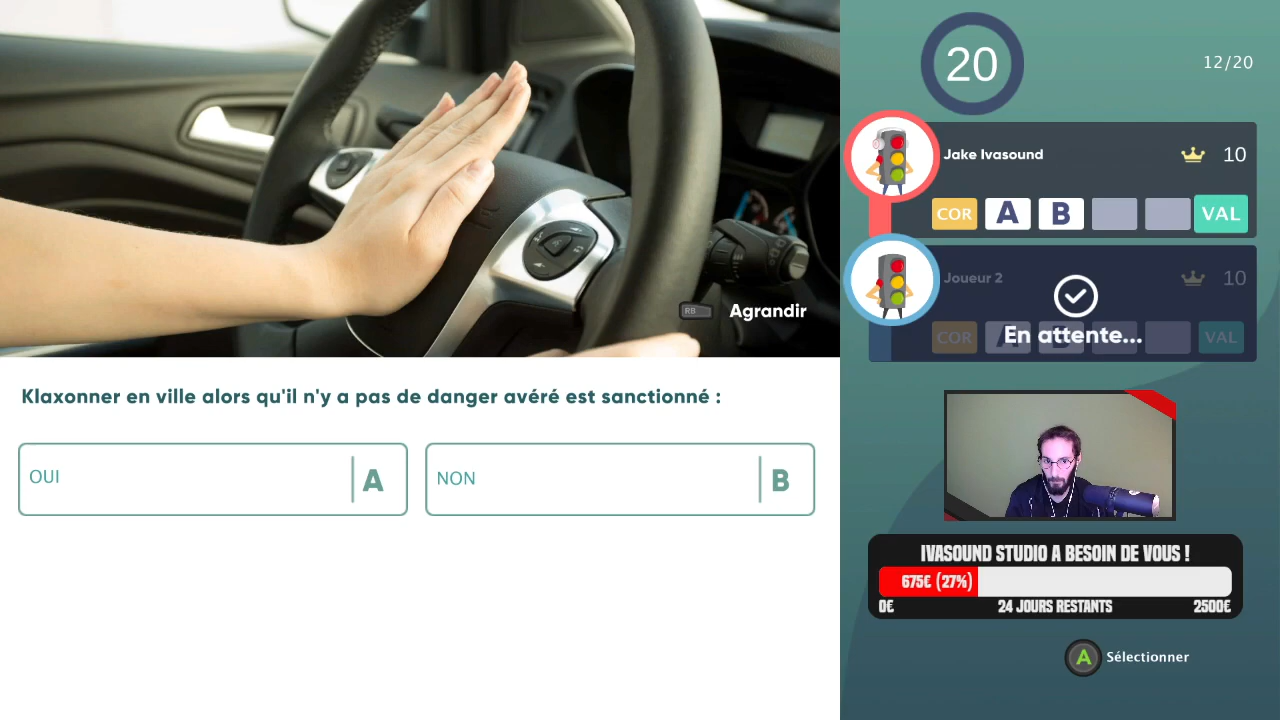 20
12/20
Jake Ivasound
10
COR
A
B
VAL
Joueur 2
10
COR
A
B
VAL
En attente...
RB
Agrandir
Klaxonner en ville alors qu'il n'y a pas de danger avéré est sanctionné :
OUI
A
NON
B
IVASOUND STUDIO A BESOIN DE VOUS !
675€ (27%)
0€
24 JOURS RESTANTS
2500€
A
Sélectionner